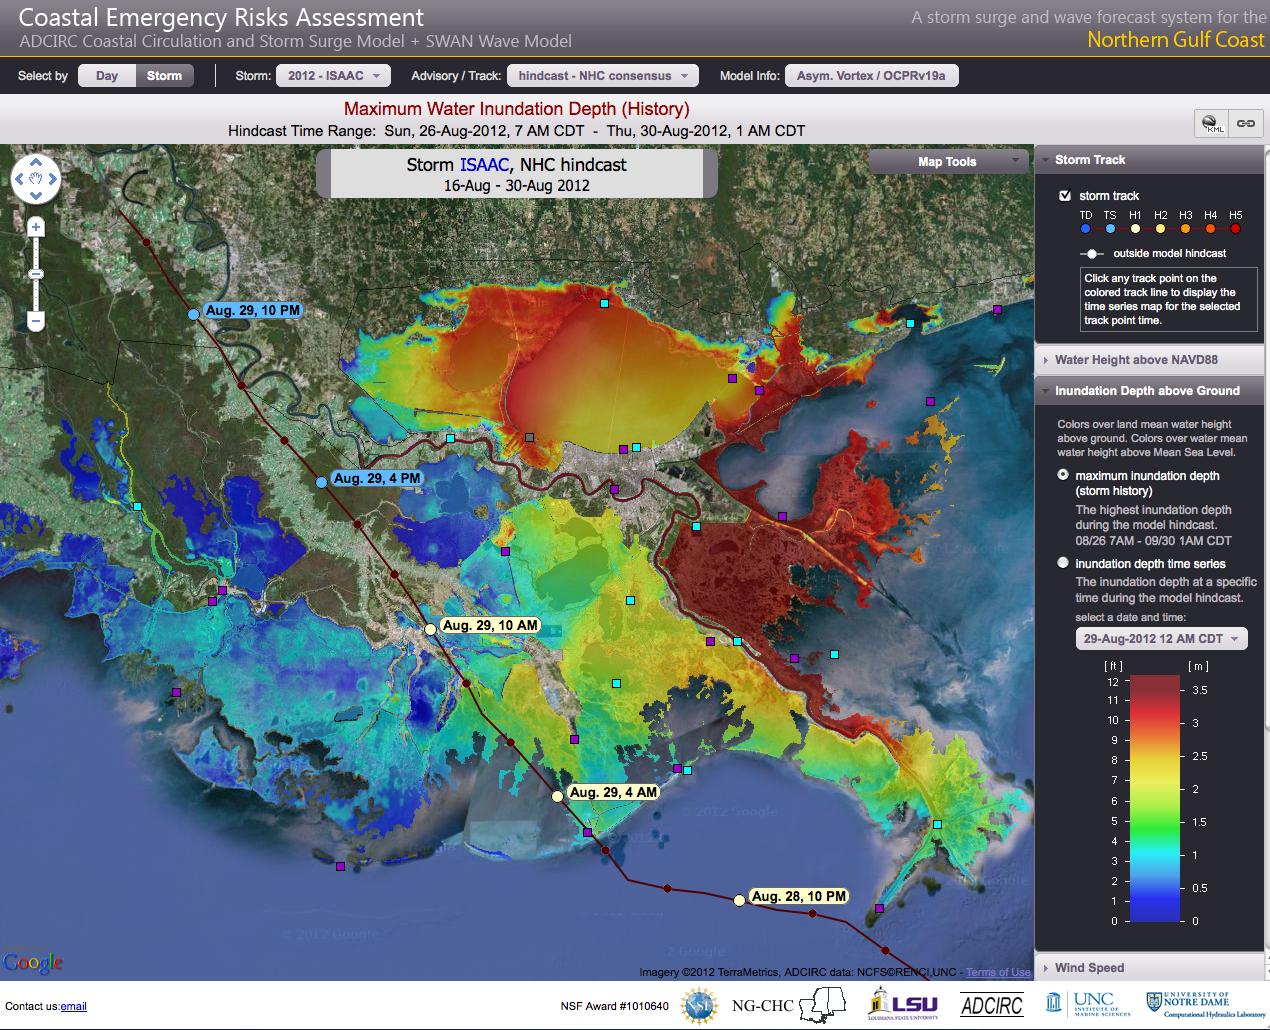 Coastal Emergency Risks Assessment
ADCIRC Coastal Circulation and Storm Surge Model + SWAN Wave Model
A storm surge and wave forecast system for the
Northern Gulf Coast
Select by Day Storm Storm: 2012 - ISAAC Advisory / Track: hindcast - NHC consensus Model Info: Asym. Vortex / OCPRv19a
Maximum Water Inundation Depth (History)
Hindcast Time Range: Sun, 26-Aug-2012, 7 AM CDT - Thu, 30-Aug-2012, 1 AM CDT
KML
Storm ISAAC, NHC hindcast
16-Aug - 30-Aug 2012
Map Tools
Aug. 29, 10 PM
Aug. 29, 4 PM
Aug. 29, 10 AM
Aug. 29, 4 AM
Aug. 28, 10 PM
Storm Track
storm track
TD TS H1 H2 H3 H4 H5
outside model hindcast
Click any track point on the
colored track line to display the
time series map for the selected
track point time.
Water Height above NAVD88
Inundation Depth above Ground
Colors over land mean water height
above ground. Colors over water mean
water height above Mean Sea Level.
maximum inundation depth
(storm history)
The highest inundation depth
during the model hindcast.
08/26 7AM - 09/30 1AM CDT
inundation depth time series
The inundation depth at a specific
time during the model hindcast.
select a date and time:
29-Aug-2012 12 AM CDT
[ft] [m]
12 3.5
11
10 3
9
8 2.5
7
6 2
5 1.5
4
3 1
2 0.5
1
0 0
Wind Speed
© 2012 Google
© 2012 Google
2 Google
Google
Imagery ©2012 TerraMetrics, ADCIRC data: NCFS©RENCI,UNC - Terms of Use
Contact us:email
NSF Award #1010640
NSF
NG-CHC
LSU
LOUISIANA STATE UNIVERSITY
ADCIRC
UNC
INSTITUTE OF
MARINE SCIENCES
UNIVERSITY OF
NOTRE DAME
Computational Hydraulics Laboratory